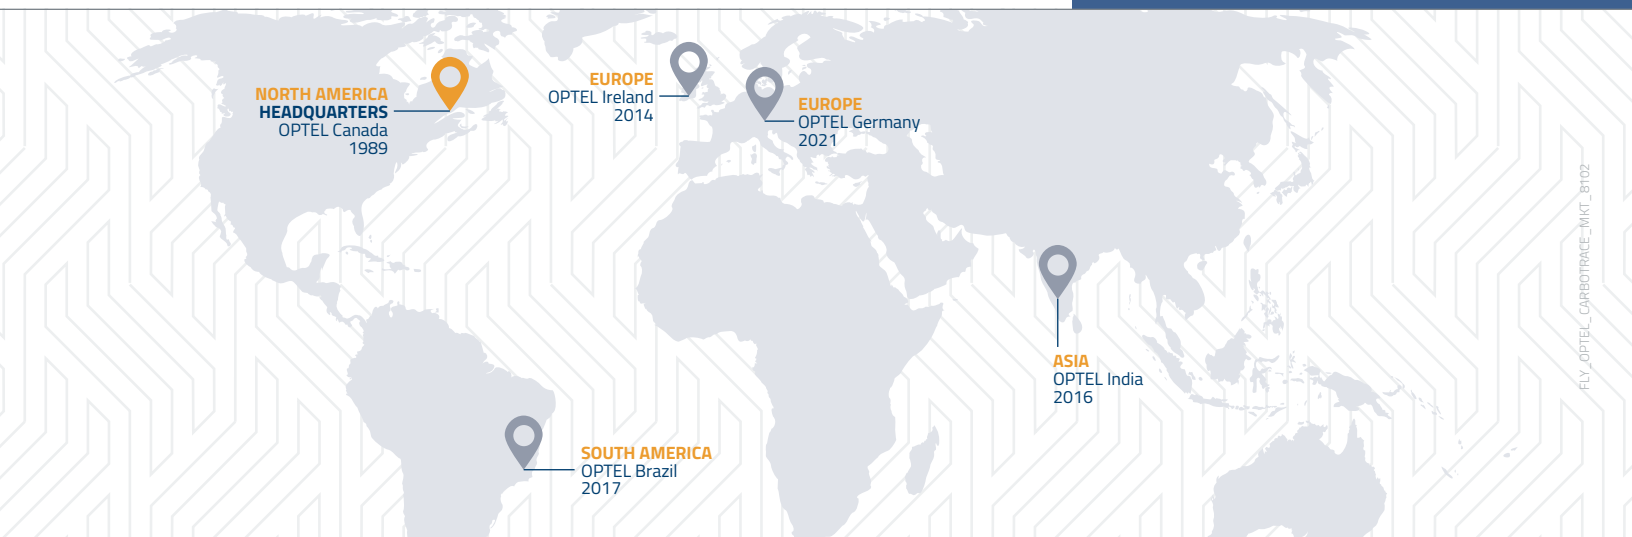 NORTH AMERICA
HEADQUARTERS
OPTEL Canada
1989
EUROPE
OPTEL Ireland
2014
EUROPE
OPTEL Germany
2021
ASIA
OPTEL India
2016
SOUTH AMERICA
OPTEL Brazil
2017
FLY_OPTEL_CARBOTRACE_MKT_8102